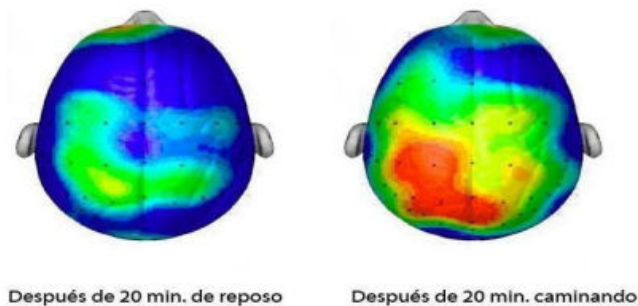 Después de 20 min. de reposo
Después de 20 min. caminando